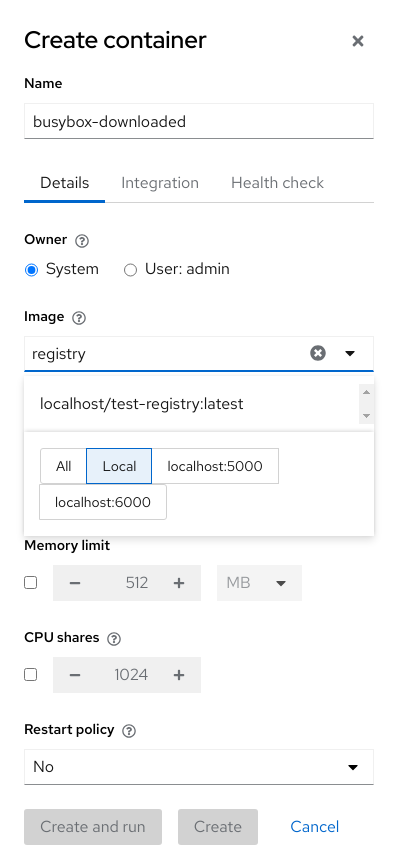 Create container
Name
busybox-downloaded
Details Integration Health check
Owner
System User: admin
Image
registry
localhost/test-registry:latest
All Local localhost:5000
localhost:6000
Memory limit
512 MB
CPU shares
1024
Restart policy
No
Create and run Create Cancel